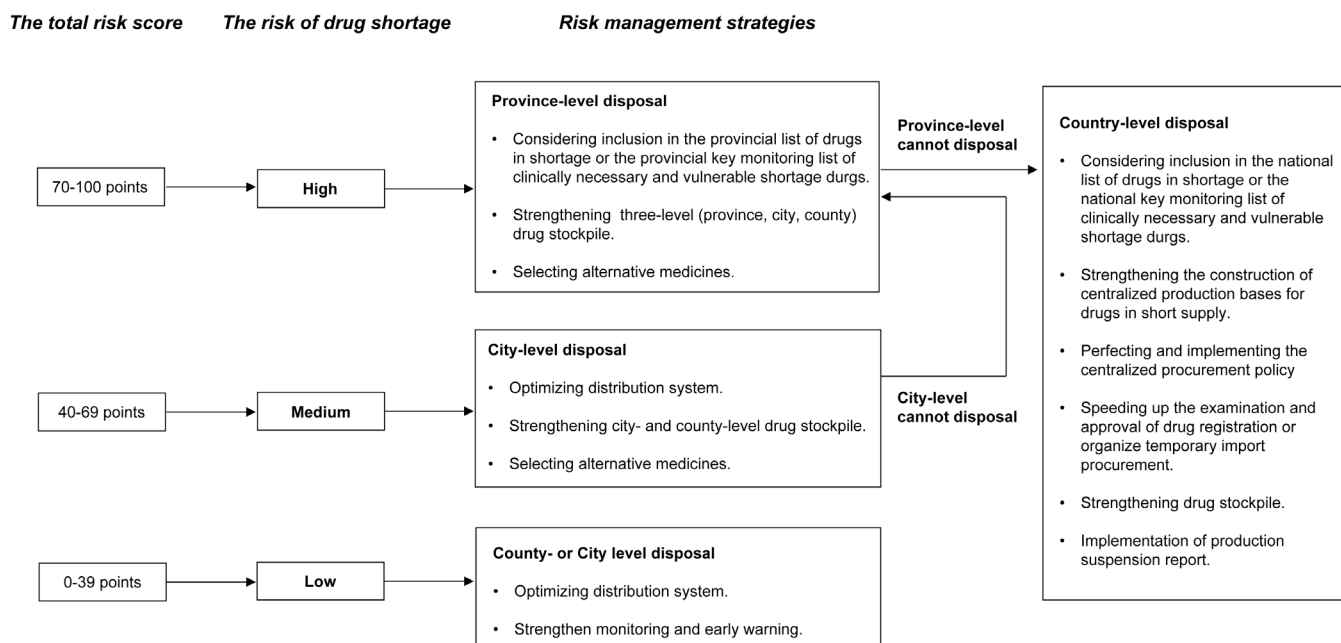 The total risk score
The risk of drug shortage
Risk management strategies
70-100 points
High
Province-level disposal
• Considering inclusion in the provincial list of drugs
in shortage or the provincial key monitoring list of
clinically necessary and vulnerable shortage durgs.
• Strengthening three-level (province, city, county)
drug stockpile.
• Selecting alternative medicines.
Province-level
cannot disposal
40-69 points
Medium
City-level disposal
• Optimizing distribution system.
• Strengthening city- and county-level drug stockpile.
• Selecting alternative medicines.
City-level
cannot disposal
0-39 points
Low
County- or City level disposal
• Optimizing distribution system.
• Strengthen monitoring and early warning.
Country-level disposal
• Considering inclusion in the national
list of drugs in shortage or the
national key monitoring list of
clinically necessary and vulnerable
shortage durgs.
• Strengthening the construction of
centralized production bases for
drugs in short supply.
• Perfecting and implementing the
centralized procurement policy
• Speeding up the examination and
approval of drug registration or
organize temporary import
procurement.
• Strengthening drug stockpile.
• Implementation of production
suspension report.